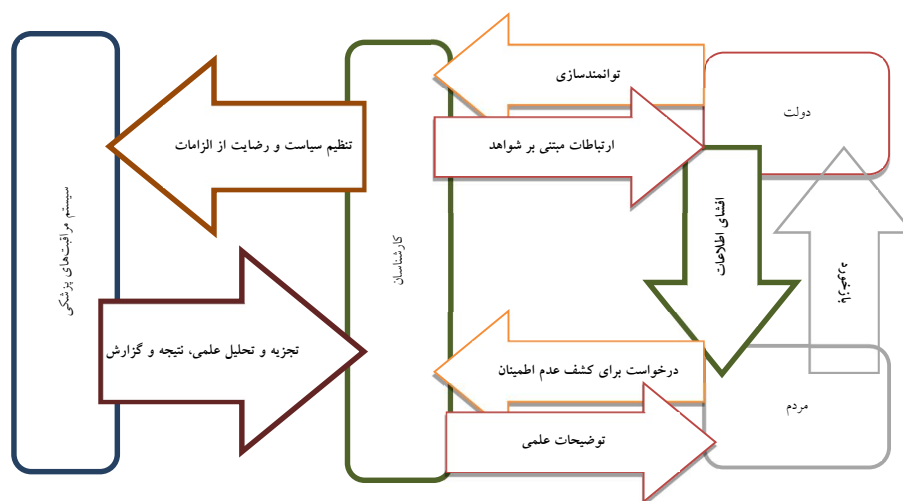 توانمندسازی
دولت
ارتباطات مبتنی بر شواهد
تنظیم سیاست و رضایت از الزامات
افشای اطلاعات
بازخورد
کارشناسان
سیستم مراقبت‌های پزشکی
تجزیه و تحلیل علمی، نتیجه و گزارش
درخواست برای کشف عدم اطمینان
مردم
توضیحات علمی